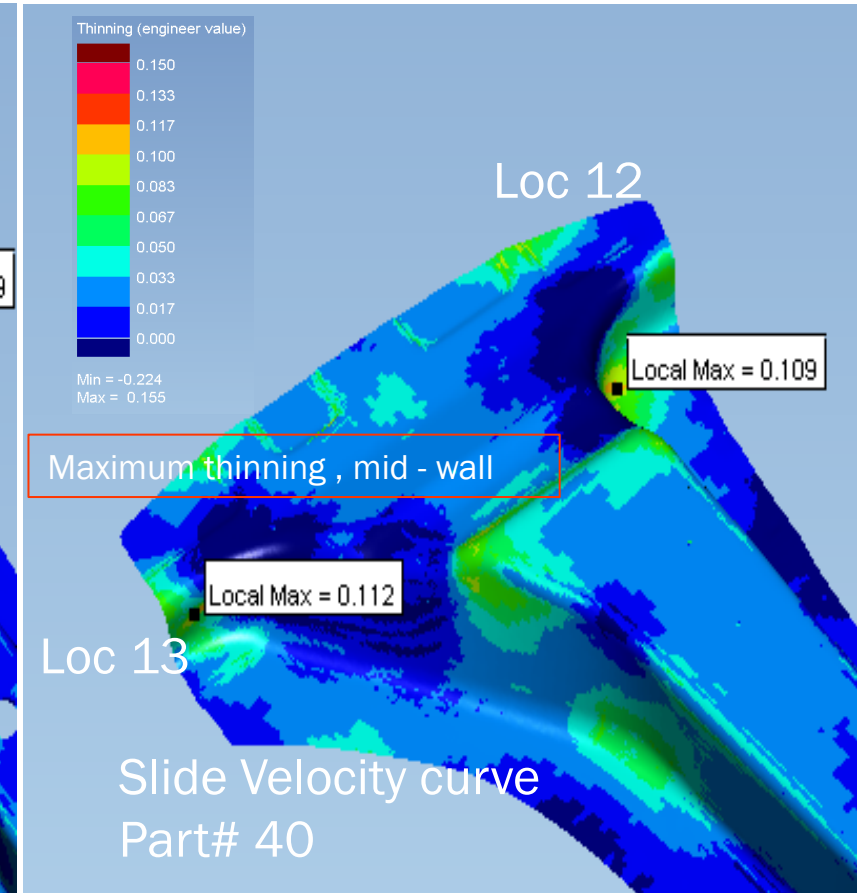 Thinning (engineer value)
0.150
0.133
0.117
0.100
0.083
0.067
0.050
0.033
0.017
0.000
Min = -0.224
Max = 0.155
Loc 12
9
Local Max = 0.109
Maximum thinning , mid - wall
Local Max = 0.112
Loc 13
Slide Velocity curve
Part# 40